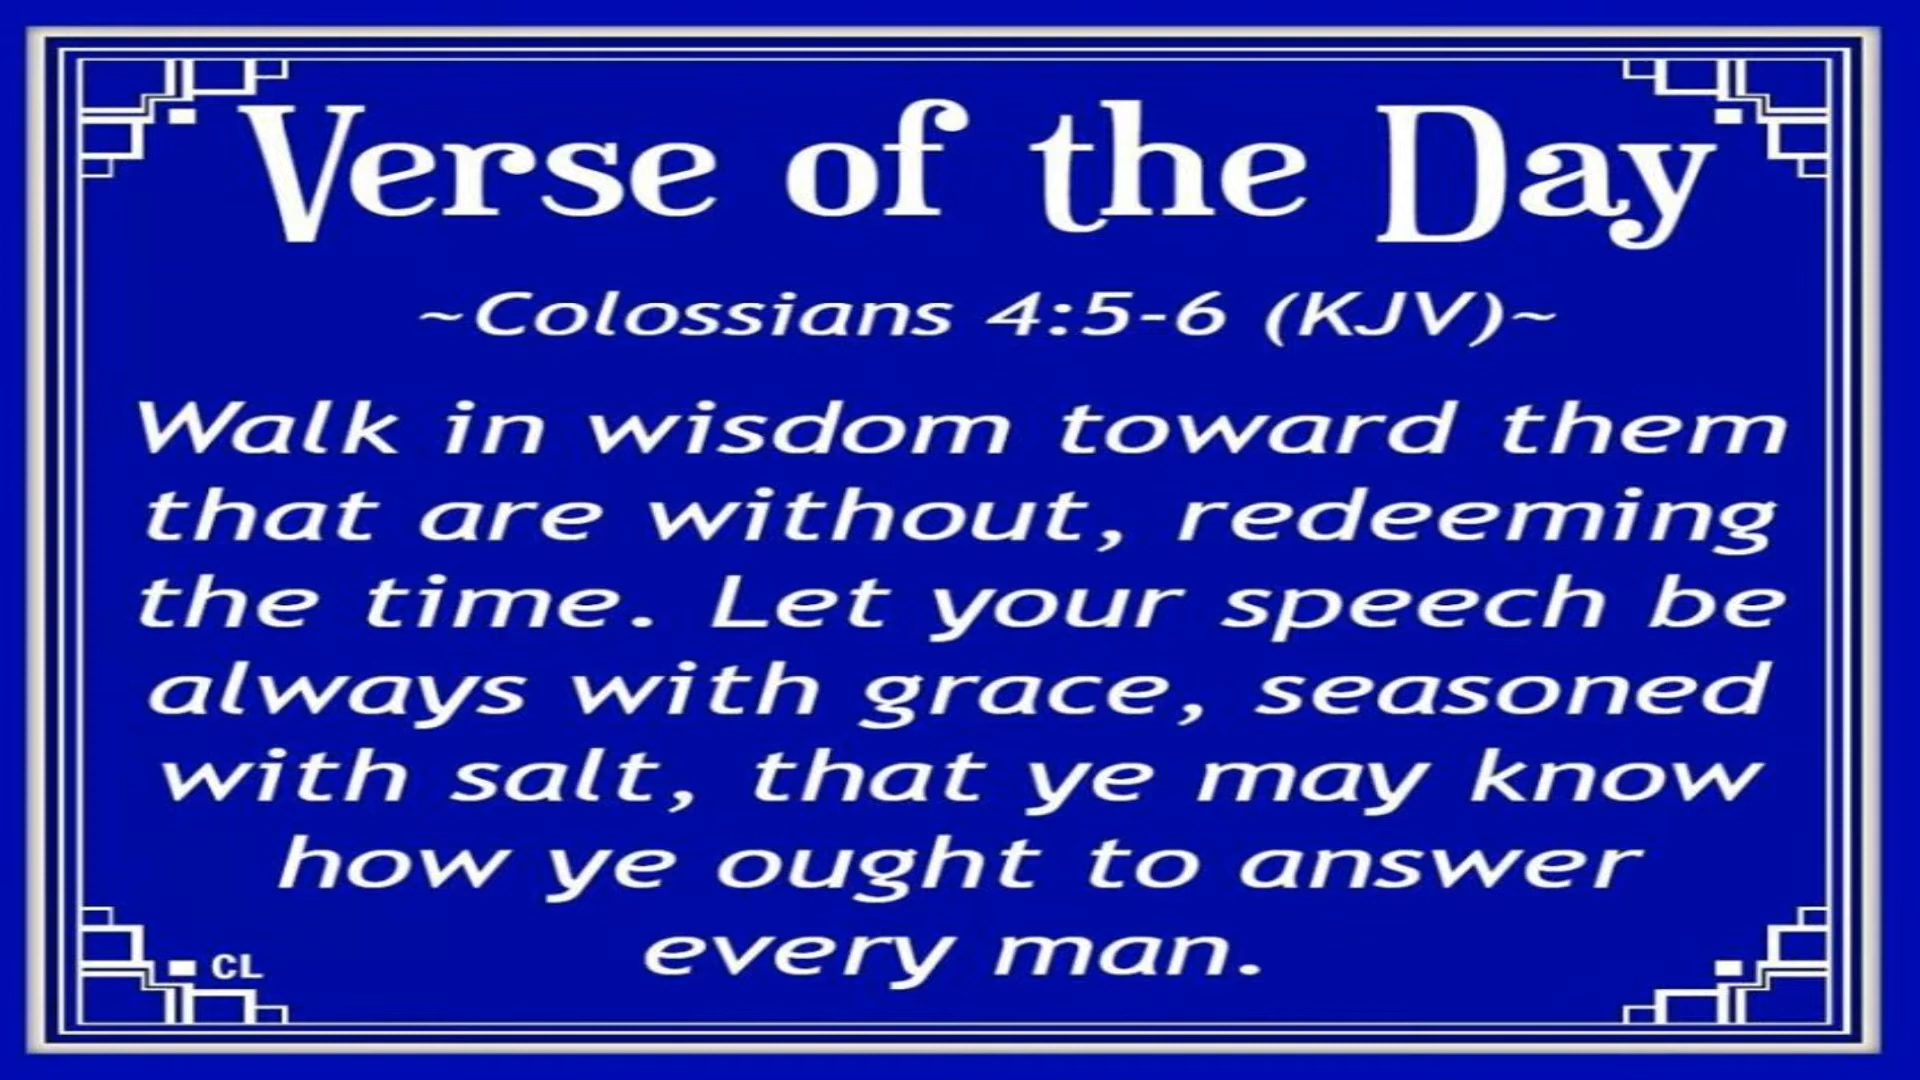 Verse of the Day
~Colossians 4:5-6 (KJV)~
Walk in wisdom toward them
that are without, redeeming
the time. Let your speech be
always with grace, seasoned
with salt, that ye may know
how ye ought to answer
every man.
CL